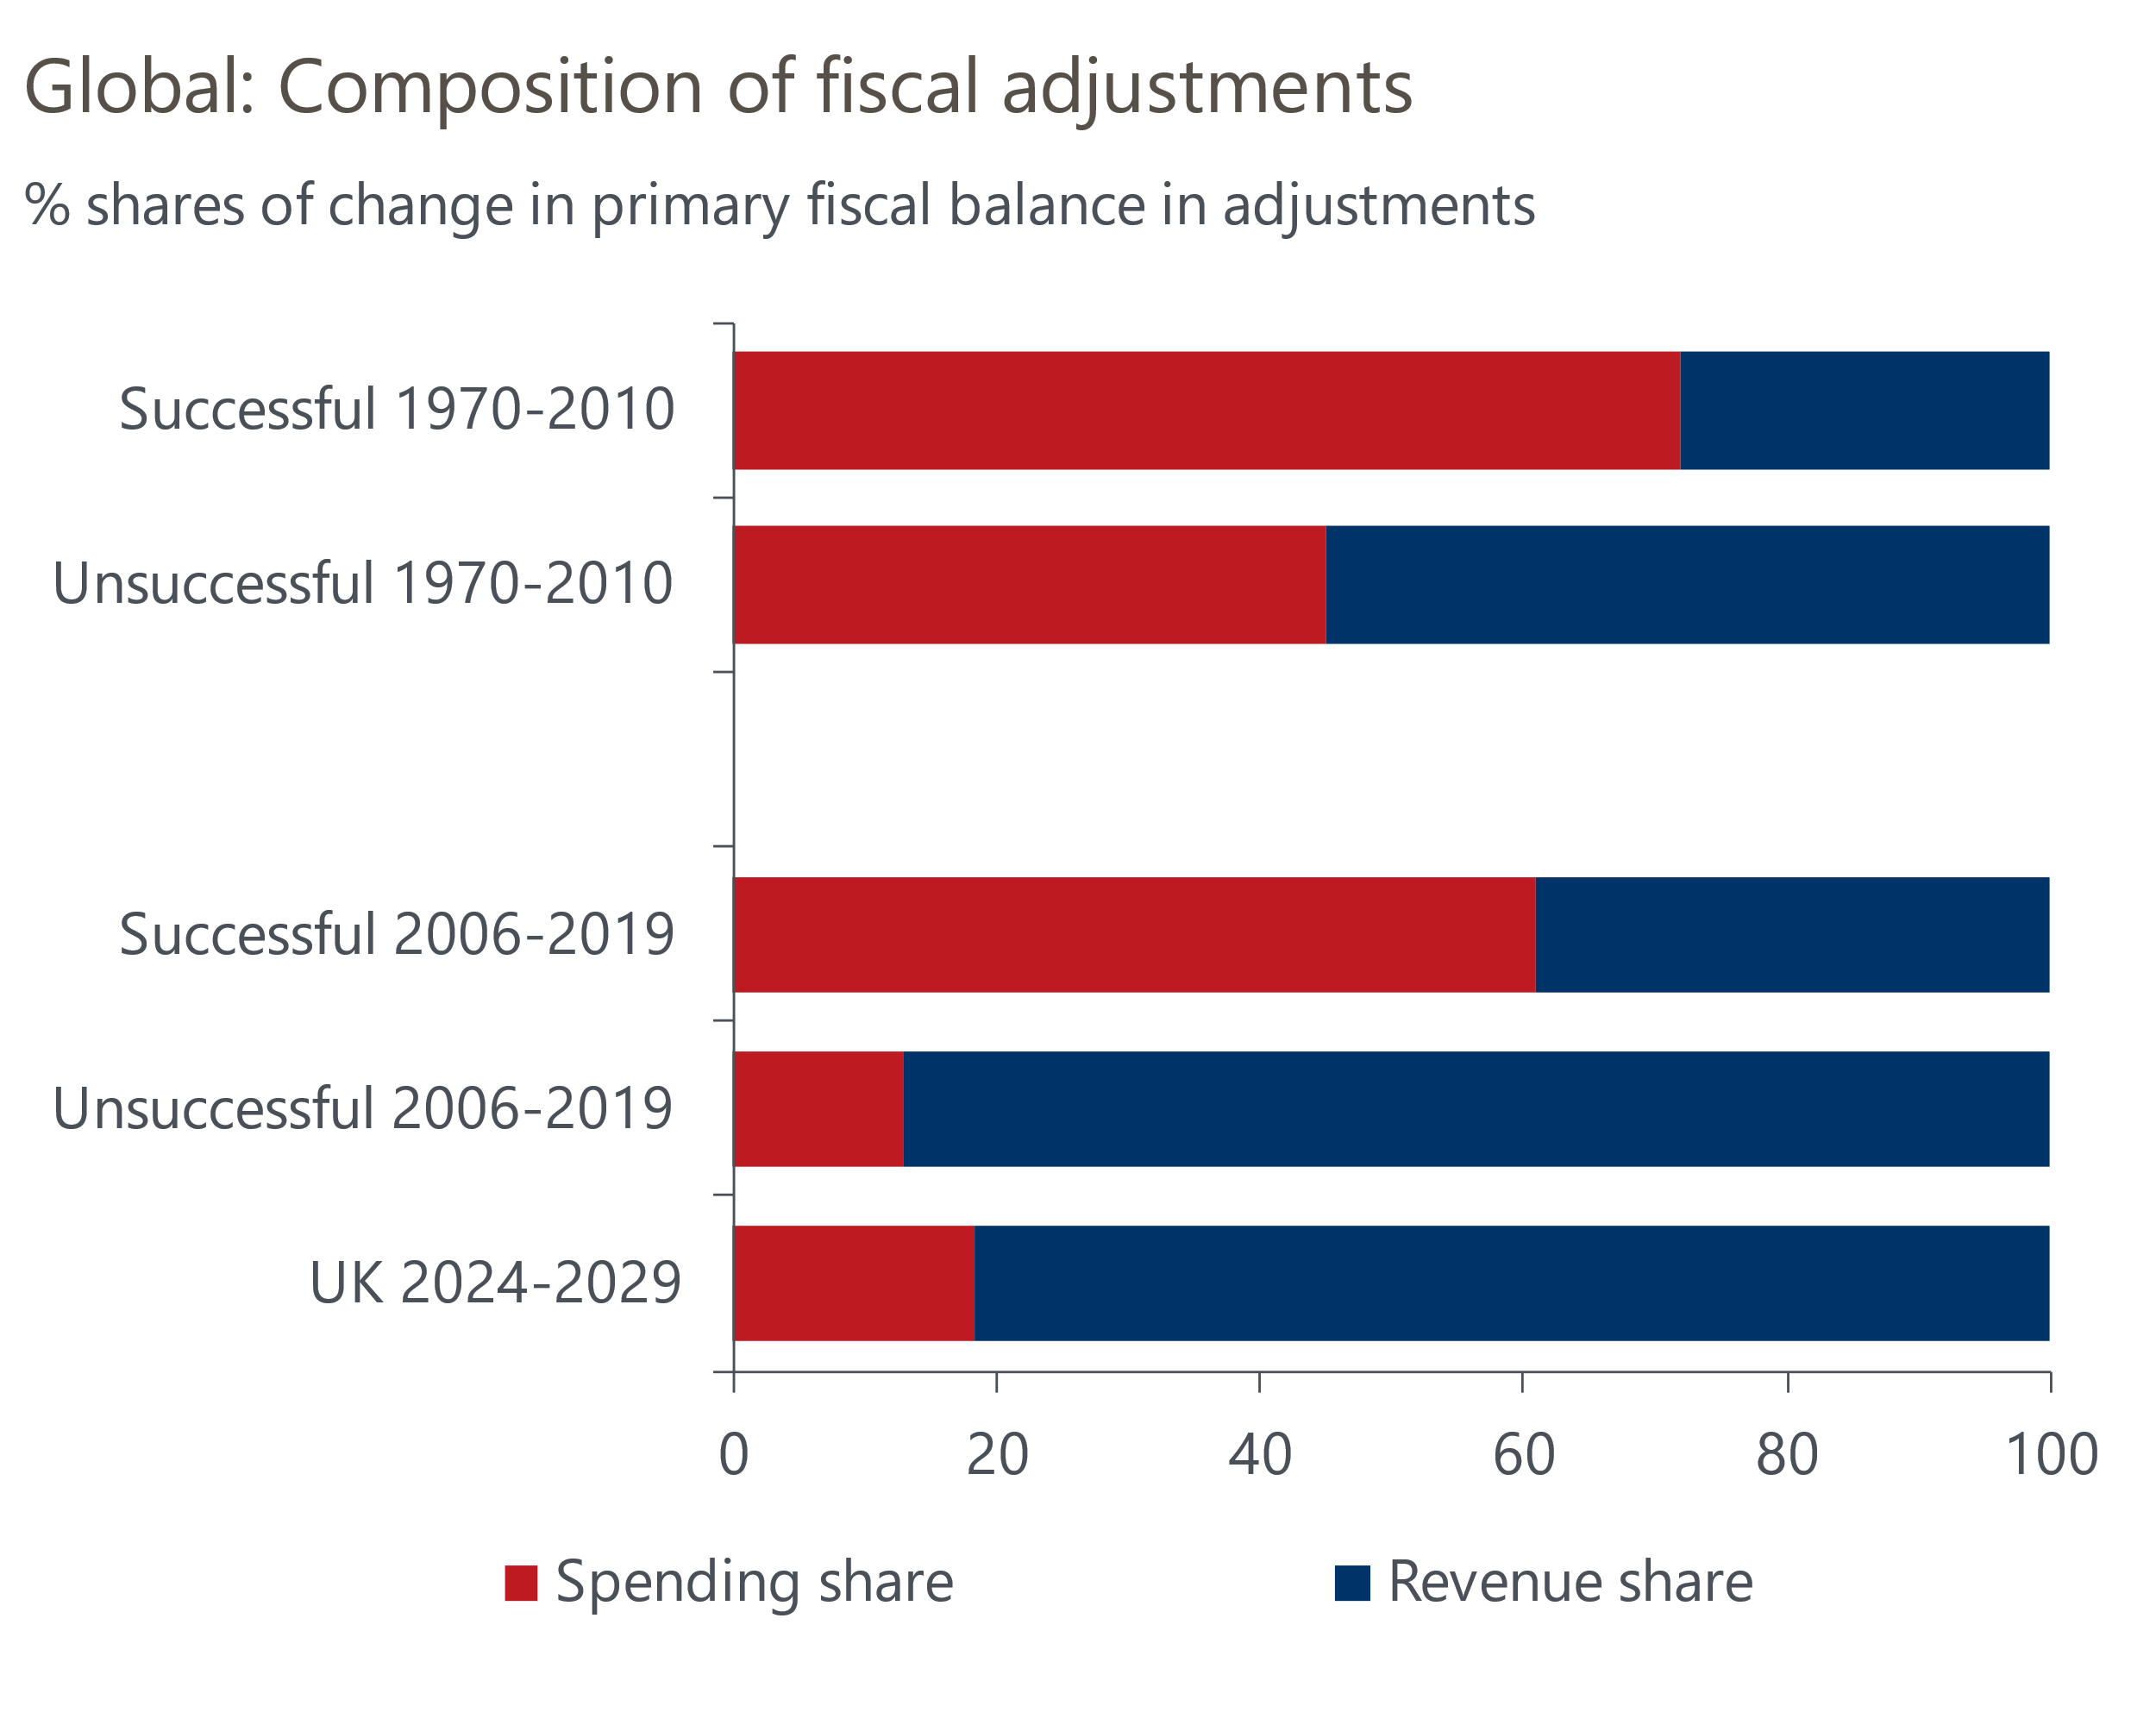 Global: Composition of fiscal adjustments
% shares of change in primary fiscal balance in adjustments
Successful 1970-2010
Unsuccessful 1970-2010
Successful 2006-2019
Unsuccessful 2006-2019
UK 2024-2029
0 20 40 60 80 100
Spending share Revenue share